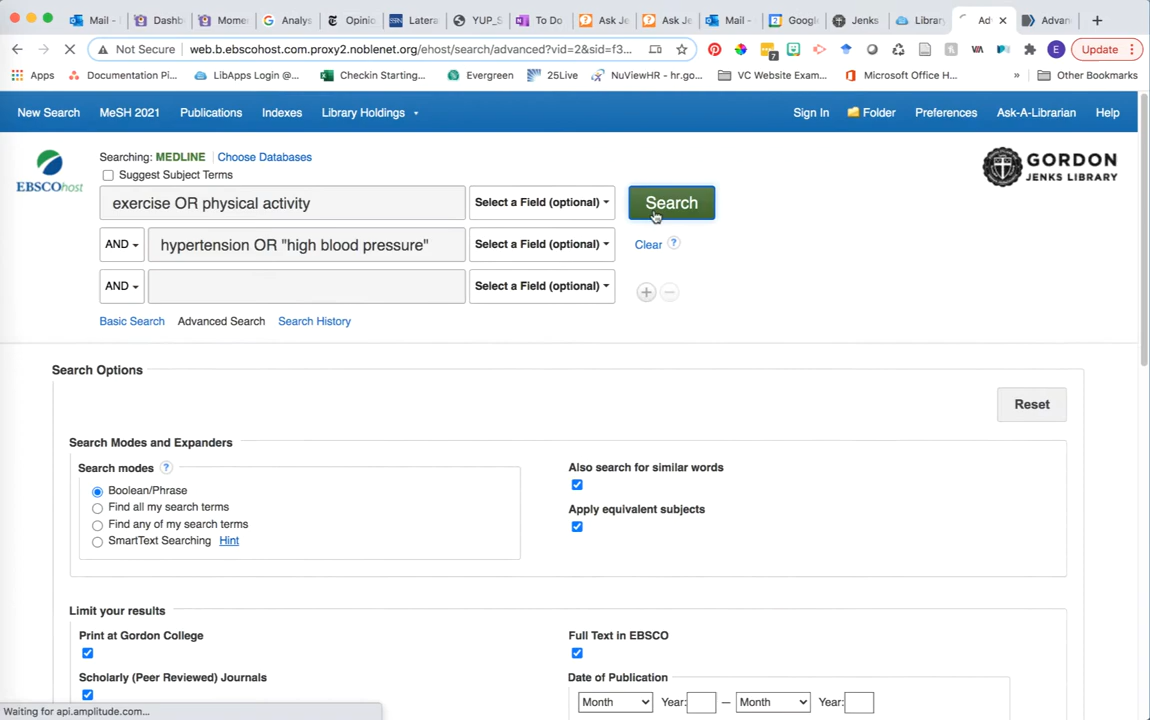 Mail -
Dashb
Mome
Analys
Opinio
Latera
YUP_S
To Do
Ask Je
Ask Je
Mail -
Googl
Jenks
Librar
Adv
Advan
Not Secure
web.b.ebscohost.com.proxy2.noblenet.org/ehost/search/advanced?vid=2&sid=f3...
7
E
Update
Apps
Documentation Pi...
LibApps Login @...
Checkin Starting...
Evergreen
25Live
NuViewHR - hr.go...
VC Website Exam...
Microsoft Office H...
»
Other Bookmarks
New Search
MeSH 2021
Publications
Indexes
Library Holdings
Sign In
Folder
Preferences
Ask-A-Librarian
Help
EBSCOhost
Searching: MEDLINE
Choose Databases
Suggest Subject Terms
exercise OR physical activity
Select a Field (optional)
Search
AND
hypertension OR "high blood pressure"
Select a Field (optional)
Clear
?
AND
Select a Field (optional)
Basic Search
Advanced Search
Search History
GORDON
JENKS LIBRARY
Search Options
Reset
Search Modes and Expanders
Search modes
?
Boolean/Phrase
Find all my search terms
Find any of my search terms
SmartText Searching Hint
Also search for similar words
Apply equivalent subjects
Limit your results
Print at Gordon College
Full Text in EBSCO
Scholarly (Peer Reviewed) Journals
Date of Publication
Month
Year:
—
Month
Year:
Waiting for api.amplitude.com...